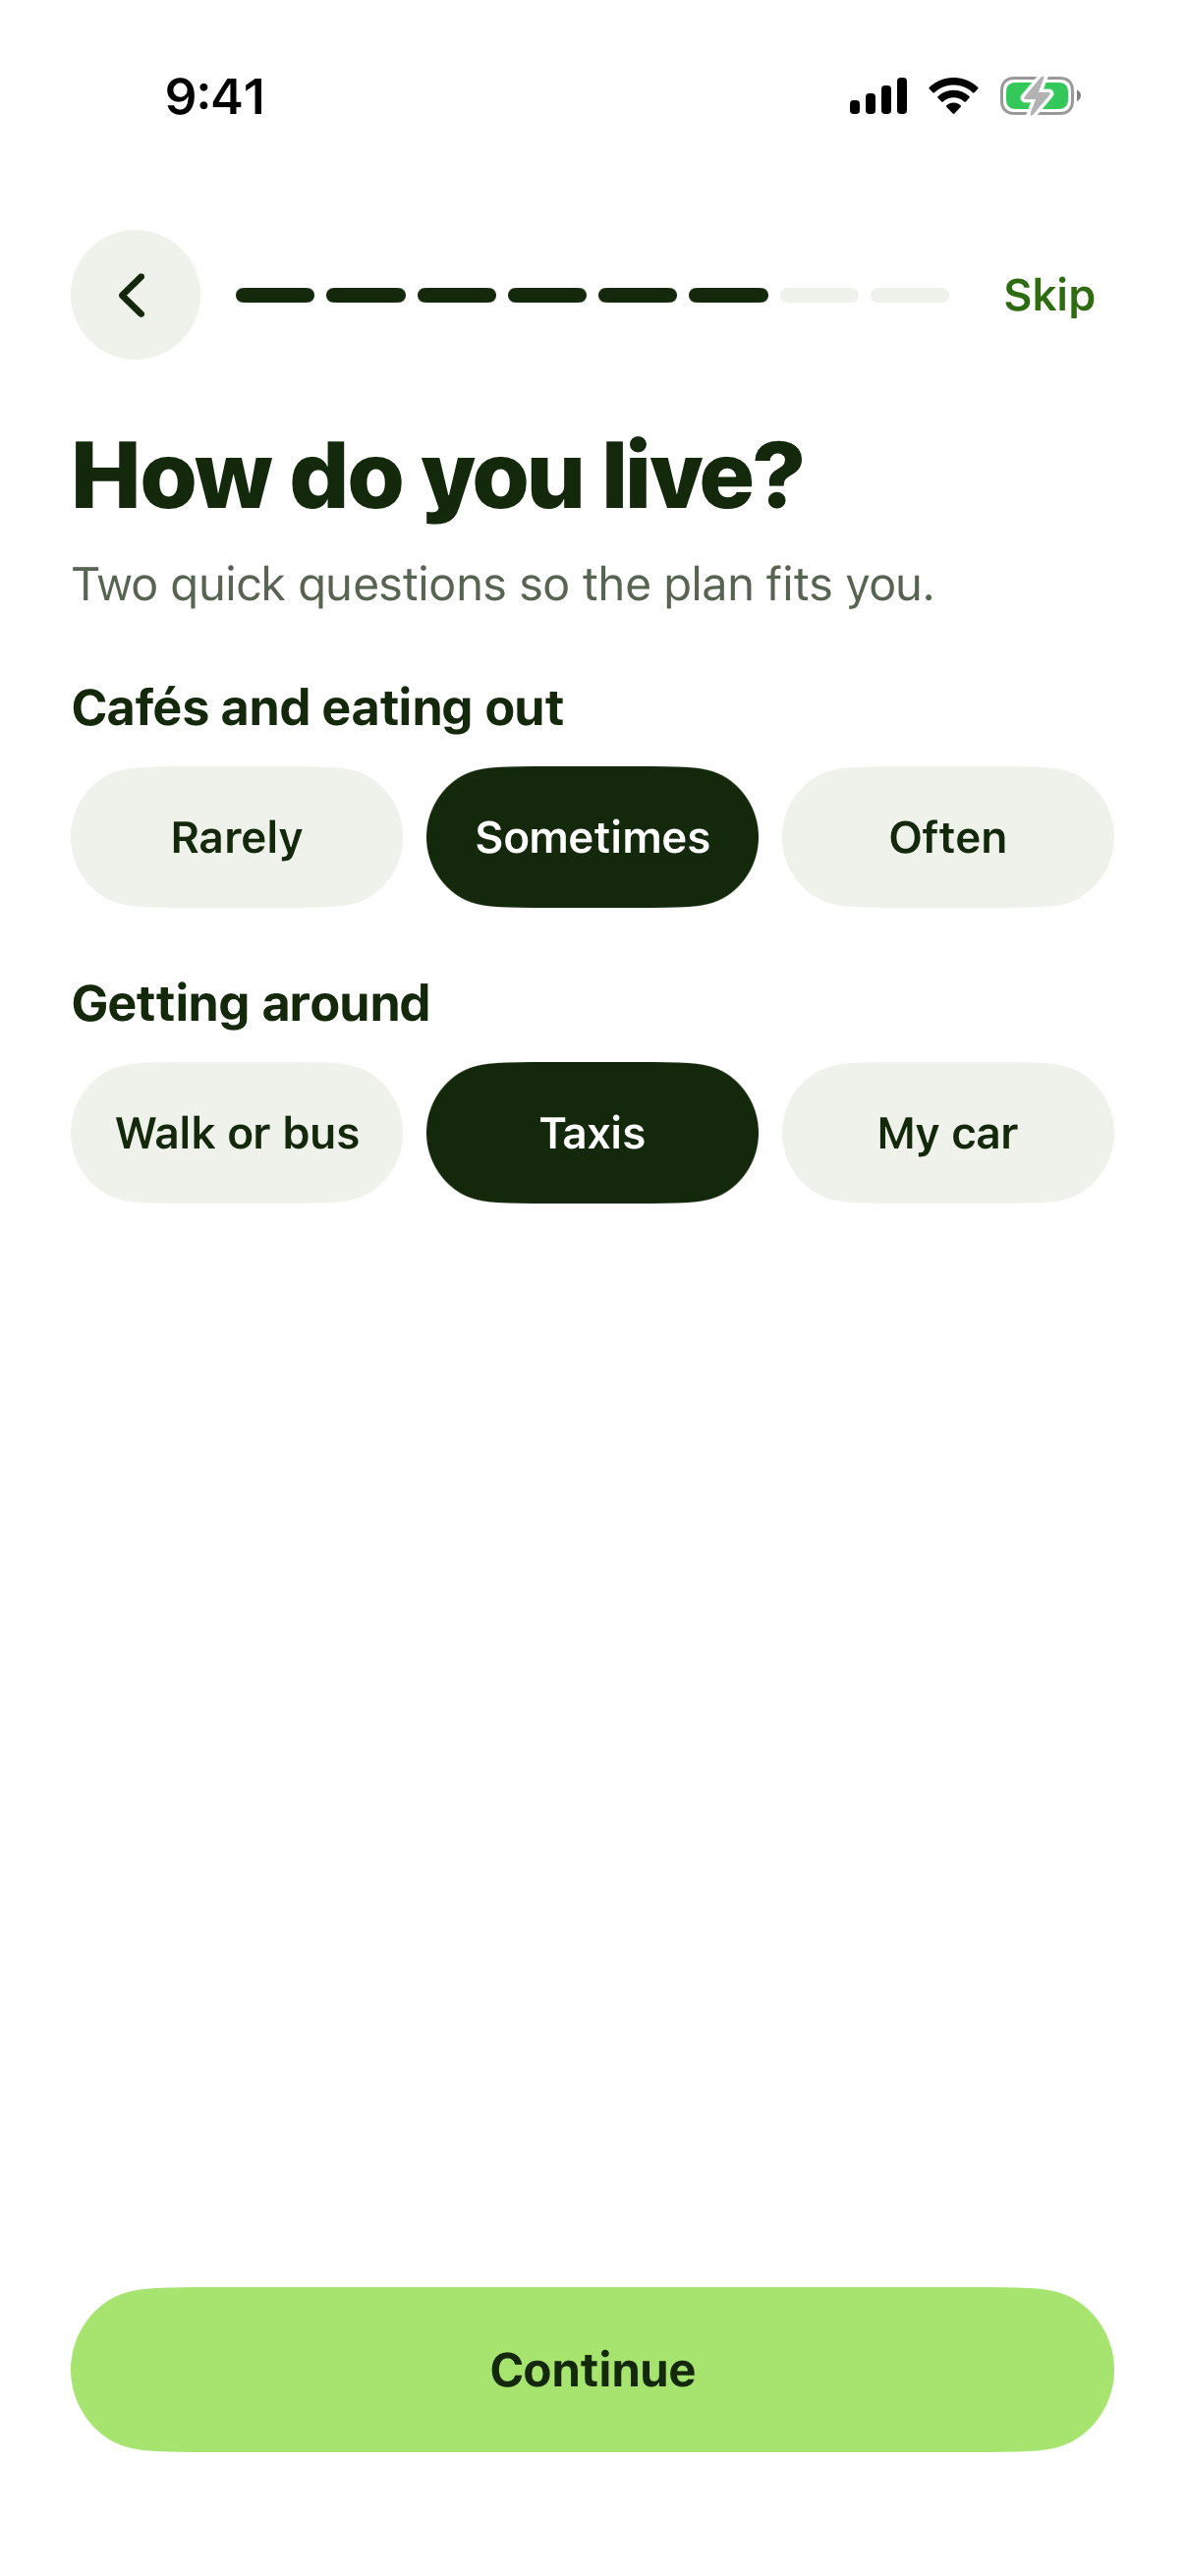 9:41
Skip
How do you live?
Two quick questions so the plan fits you.
Cafés and eating out
Rarely
Sometimes
Often
Getting around
Walk or bus
Taxis
My car
Continue